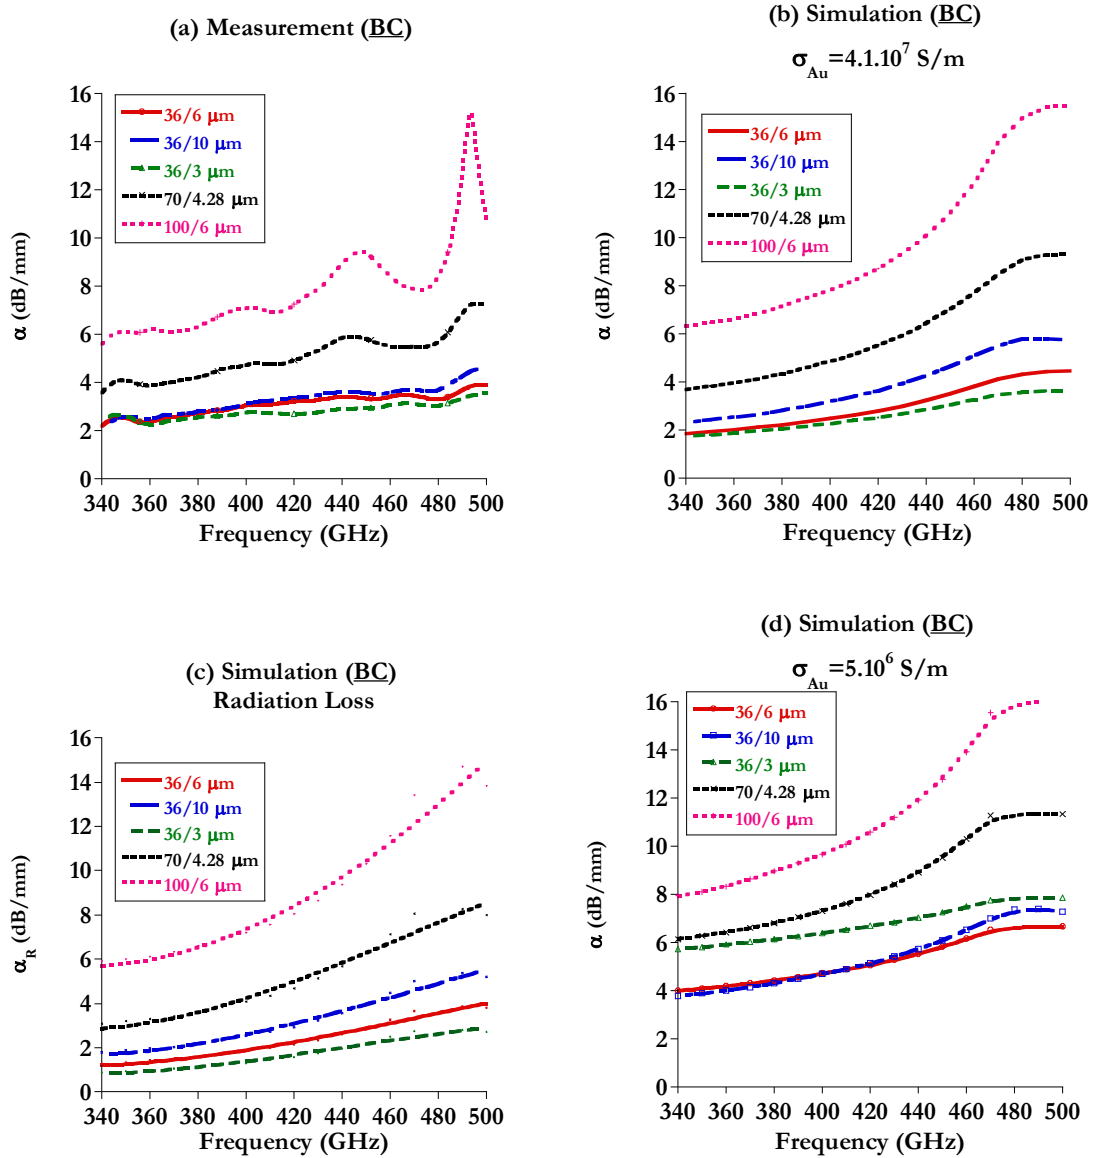 (a) Measurement (BC)
16
14
12
10
8
6
4
2
0
α (dB/mm)
36/6 μm
36/10 μm
36/3 μm
70/4.28 μm
100/6 μm
340 360 380 400 420 440 460 480 500
Frequency (GHz)
(b) Simulation (BC)
σAu=4.1.10^7 S/m
16
14
12
10
8
6
4
2
0
α (dB/mm)
36/6 μm
36/10 μm
36/3 μm
70/4.28 μm
100/6 μm
340 360 380 400 420 440 460 480 500
Frequency (GHz)
(c) Simulation (BC)
Radiation Loss
16
14
12
10
8
6
4
2
0
αR (dB/mm)
36/6 μm
36/10 μm
36/3 μm
70/4.28 μm
100/6 μm
340 360 380 400 420 440 460 480 500
Frequency (GHz)
(d) Simulation (BC)
σAu=5.10^6 S/m
16
14
12
10
8
6
4
2
0
α (dB/mm)
36/6 μm
36/10 μm
36/3 μm
70/4.28 μm
100/6 μm
340 360 380 400 420 440 460 480 500
Frequency (GHz)